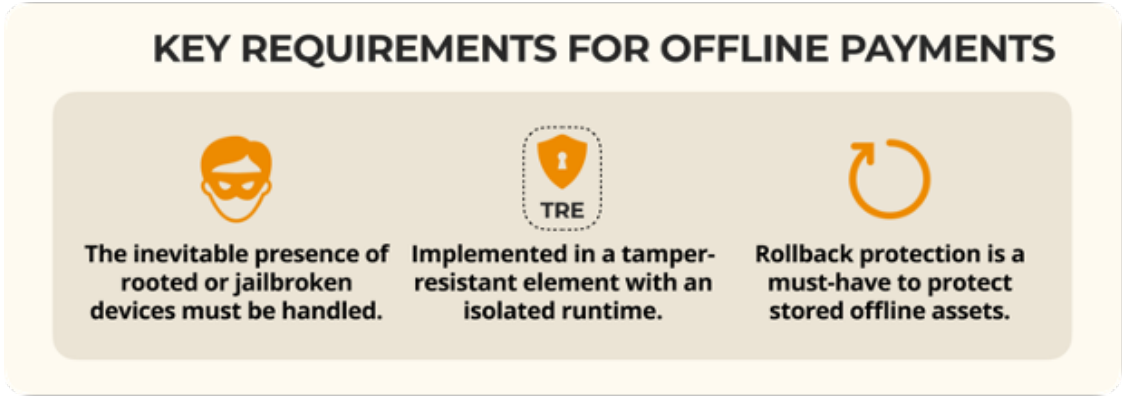 KEY REQUIREMENTS FOR OFFLINE PAYMENTS
TRE
The inevitable presence of
rooted or jailbroken
devices must be handled.
Implemented in a tamper-
resistant element with an
isolated runtime.
Rollback protection is a
must-have to protect
stored offline assets.